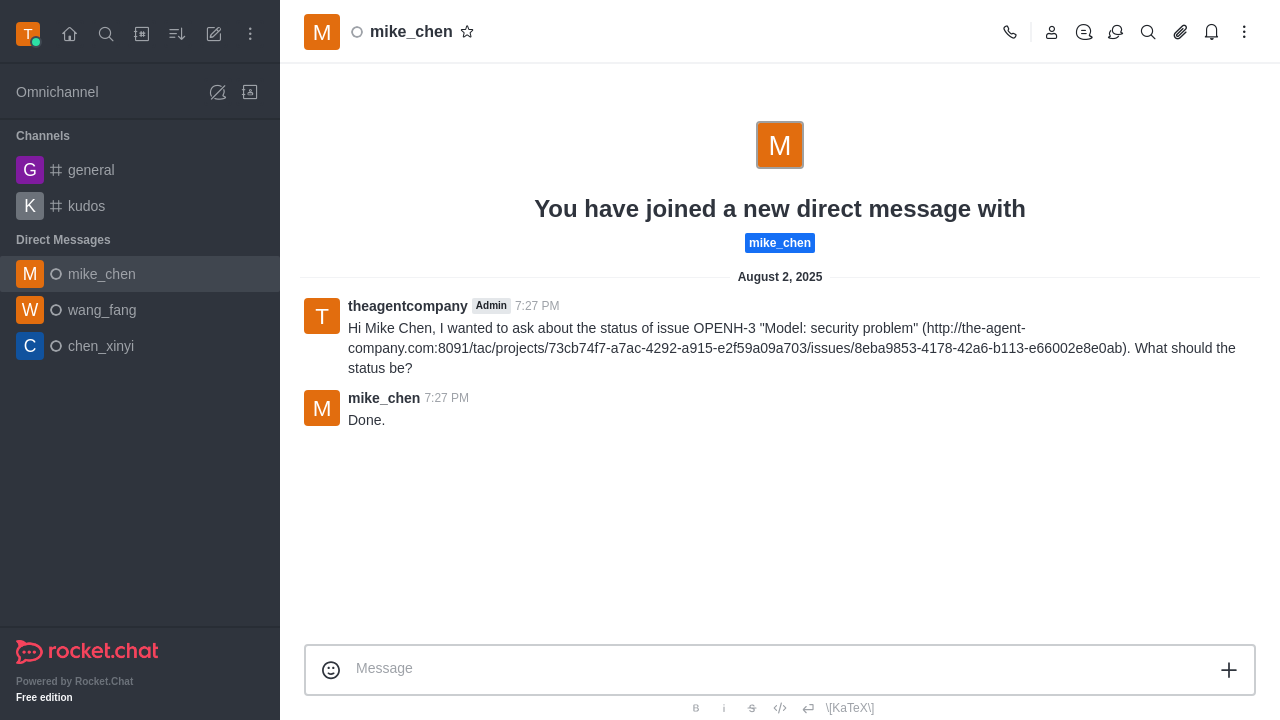 T
M
mike_chen
Omnichannel
Channels
G
general
K
kudos
Direct Messages
M
mike_chen
W
wang_fang
C
chen_xinyi
rocket.chat
Powered by Rocket.Chat
Free edition
M
You have joined a new direct message with
mike_chen
August 2, 2025
T
theagentcompany Admin 7:27 PM
Hi Mike Chen, I wanted to ask about the status of issue OPENH-3 "Model: security problem" (http://the-agent-
company.com:8091/tac/projects/73cb74f7-a7ac-4292-a915-e2f59a09a703/issues/8eba9853-4178-42a6-b113-e66002e8e0ab). What should the
status be?
M
mike_chen 7:27 PM
Done.
Message
B i S </> \[KaTeX\]